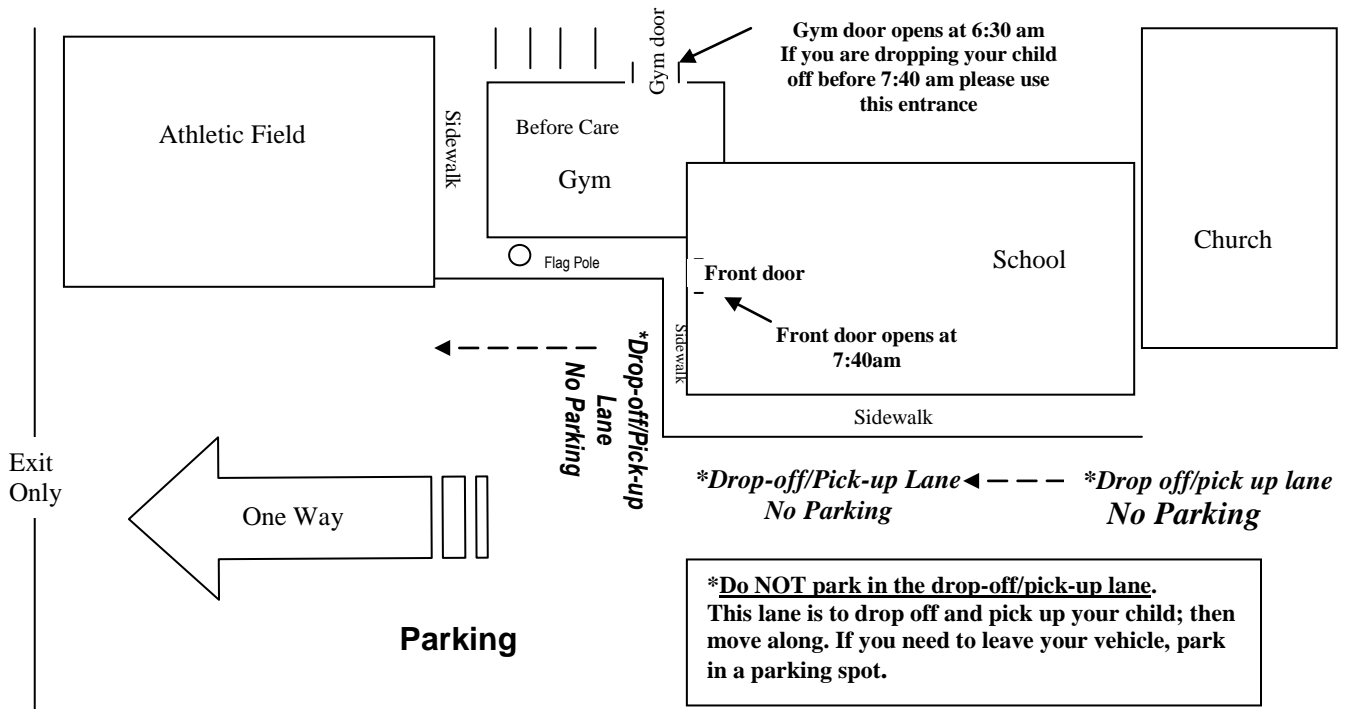 Gym door opens at 6:30 am
If you are dropping your child
off before 7:40 am please use
this entrance
Gym door
Athletic Field
Sidewalk
Before Care
Gym
Church
School
Flag Pole
Front door
Front door opens at
7:40am
Sidewalk
*Drop-off/Pick-up
Lane
No Parking
Sidewalk
Exit
Only
One Way
*Drop-off/Pick-up Lane
No Parking
*Drop off/pick up lane
No Parking
*Do NOT park in the drop-off/pick-up lane.
This lane is to drop off and pick up your child; then
move along. If you need to leave your vehicle, park
in a parking spot.
Parking